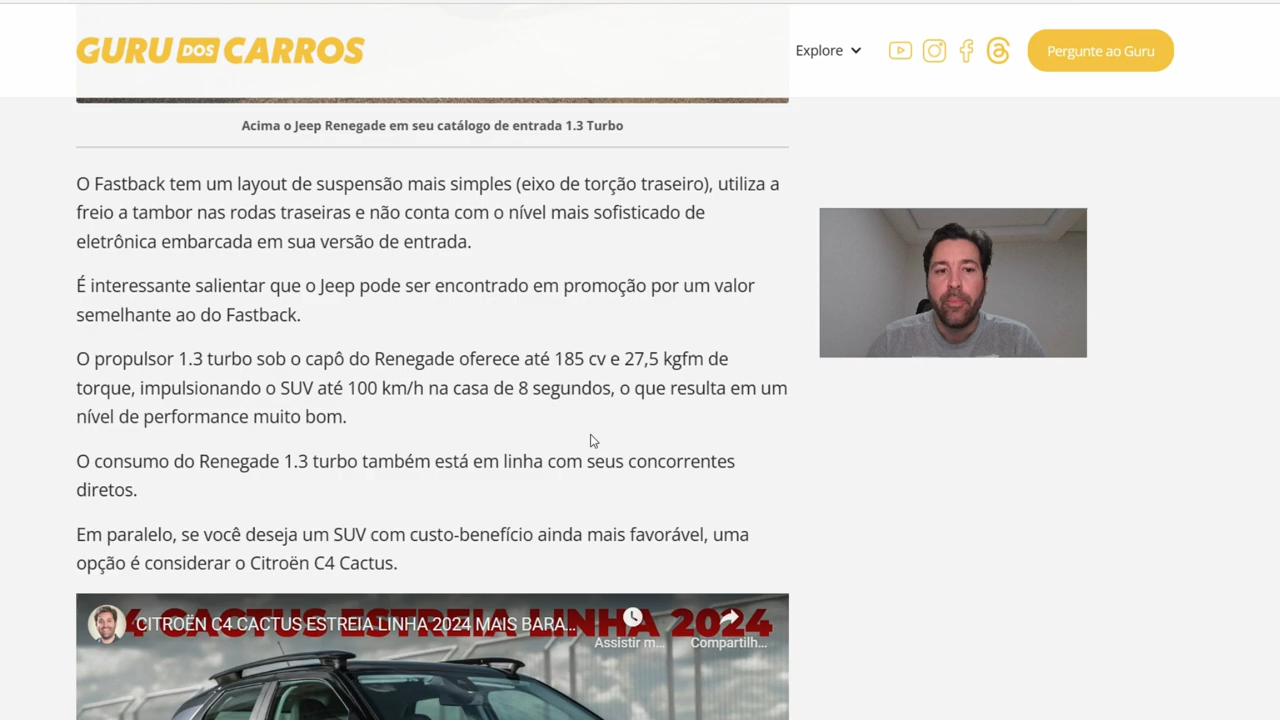 GURU DOS CARROS
Explore
Pergunte ao Guru
Acima o Jeep Renegade em seu catálogo de entrada 1.3 Turbo
O Fastback tem um layout de suspensão mais simples (eixo de torção traseiro), utiliza a
freio a tambor nas rodas traseiras e não conta com o nível mais sofisticado de
eletrônica embarcada em sua versão de entrada.
É interessante salientar que o Jeep pode ser encontrado em promoção por um valor
semelhante ao do Fastback.
O propulsor 1.3 turbo sob o capô do Renegade oferece até 185 cv e 27,5 kgfm de
torque, impulsionando o SUV até 100 km/h na casa de 8 segundos, o que resulta em um
nível de performance muito bom.
O consumo do Renegade 1.3 turbo também está em linha com seus concorrentes
diretos.
Em paralelo, se você deseja um SUV com custo-benefício ainda mais favorável, uma
opção é considerar o Citroën C4 Cactus.
4 CACTUS ESTREIA LINHA 2024
CITROËN C4 CACTUS ESTREIA LINHA 2024 MAIS BARA...
Assistir m...
Compartilh...